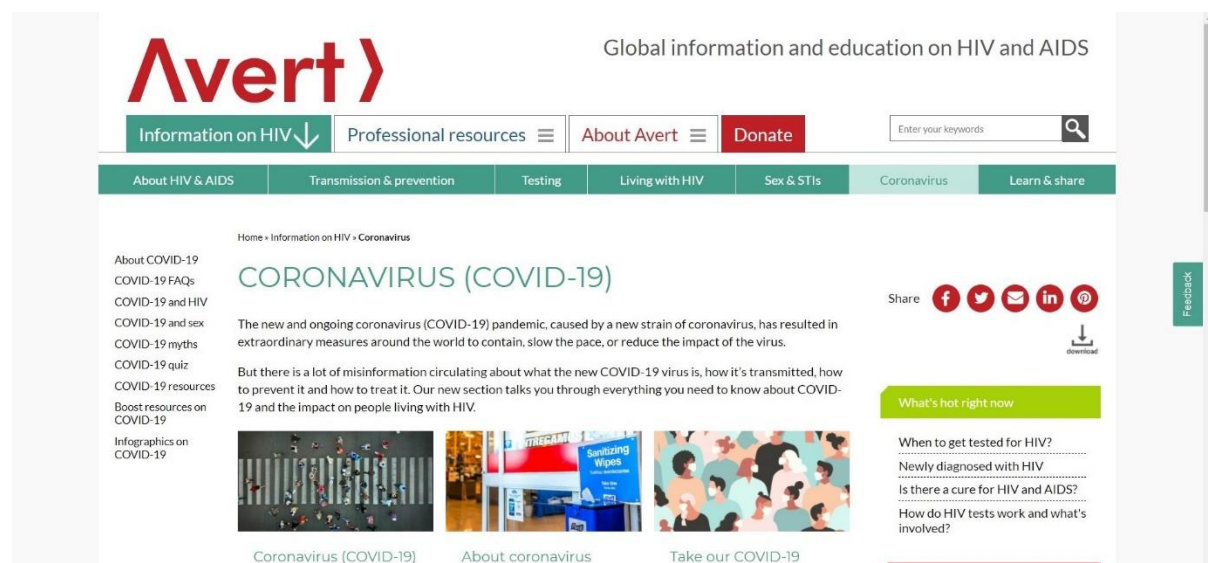 Avert
Global information and education on HIV and AIDS
Information on HIV
Professional resources
About Avert
Donate
Enter your keywords
About HIV & AIDS
Transmission & prevention
Testing
Living with HIV
Sex & STIs
Coronavirus
Learn & share
Home » Information on HIV » Coronavirus
About COVID-19
COVID-19 FAQs
COVID-19 and HIV
COVID-19 and sex
COVID-19 myths
COVID-19 quiz
COVID-19 resources
Boost resources on
COVID-19
Infographics on
COVID-19
CORONAVIRUS (COVID-19)
The new and ongoing coronavirus (COVID-19) pandemic, caused by a new strain of coronavirus, has resulted in
extraordinary measures around the world to contain, slow the pace, or reduce the impact of the virus.
But there is a lot of misinformation circulating about what the new COVID-19 virus is, how it's transmitted, how
to prevent it and how to treat it. Our new section talks you through everything you need to know about COVID-
19 and the impact on people living with HIV.
Sanitizing
Wipes
Coronavirus (COVID-19)
About coronavirus
Take our COVID-19
Share
download
What's hot right now
When to get tested for HIV?
Newly diagnosed with HIV
Is there a cure for HIV and AIDS?
How do HIV tests work and what's
involved?
Feedback